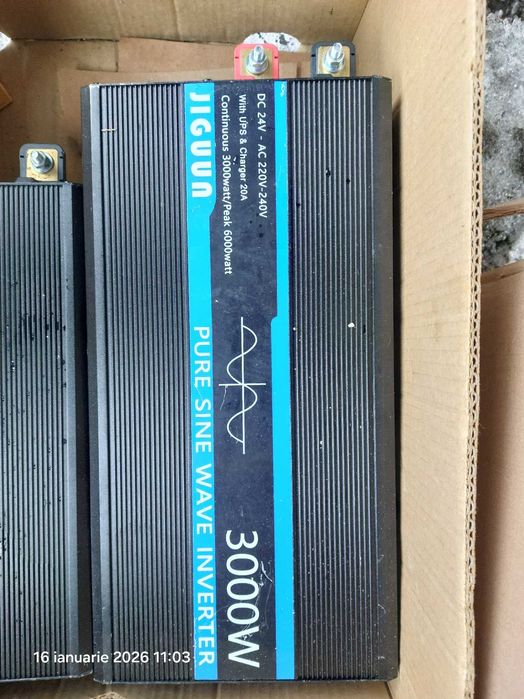 JIGUUN
DC 24V - AC 220V-240V
With UPS & Charger 20A
Continuous 3000watt/Peak 6000watt
PURE SINE WAVE INVERTER
3000W
16 ianuarie 2026 11:03